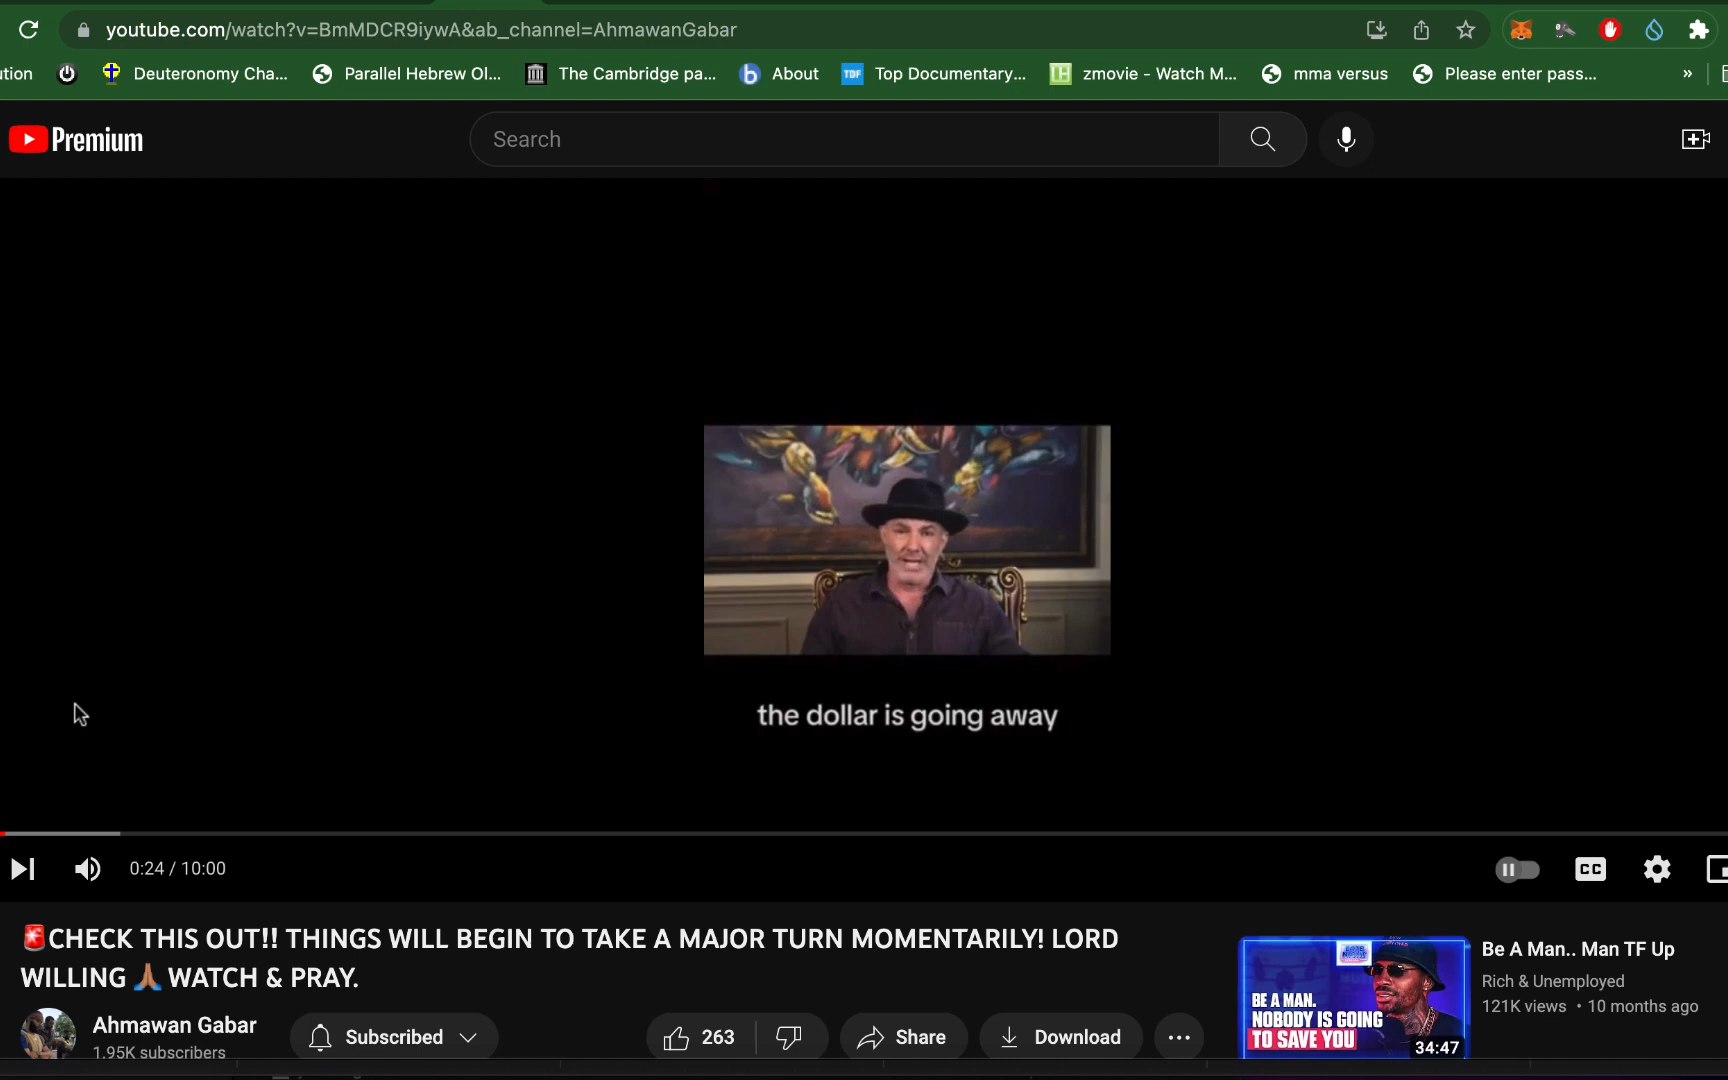 youtube.com/watch?v=BmMDCR9iywA&ab_channel=AhmawanGabar
ution
Deuteronomy Cha...
Parallel Hebrew Ol...
The Cambridge pa...
About
TDF
Top Documentary...
zmovie - Watch M...
mma versus
Please enter pass...
»
Premium
Search
the dollar is going away
0:24 / 10:00
CC
🚨CHECK THIS OUT!! THINGS WILL BEGIN TO TAKE A MAJOR TURN MOMENTARILY! LORD
WILLING 🙏🏾 WATCH & PRAY.
Ahmawan Gabar
1.95K subscribers
Subscribed
263
Share
Download
BE A MAN.
NOBODY IS GOING
TO SAVE YOU
34:47
Be A Man.. Man TF Up
Rich & Unemployed
121K views • 10 months ago